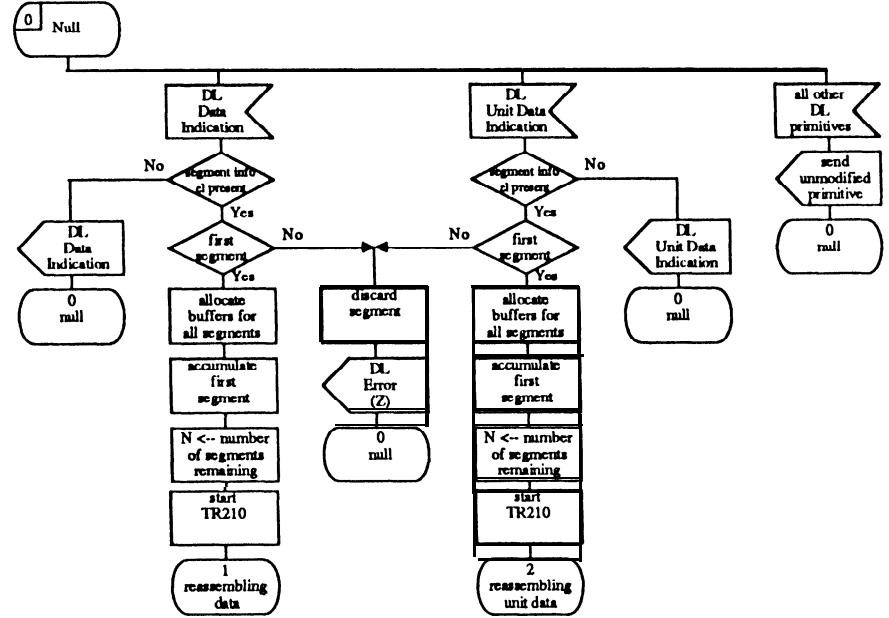 0
Null
DL
Data
Indication
DL
Unit Data
Indication
all other
DL
primitives
No
segment info
el present
Yes
segment info
el present
No
Yes
send
unmodified
primitive
DL
Data
Indication
first
segment
No
Yes
No
first
segment
Yes
DL
Unit Data
Indication
0
null
0
null
allocate
buffers for
all segments
discard
segment
allocate
buffers for
all segments
0
null
accumulate
first
segment
DL
Error
(Z)
accumulate
first
segment
N <-- number
of segments
remaining
0
null
N <-- number
of segments
remaining
start
TR210
start
TR210
1
reassembling
data
2
reassembling
unit data